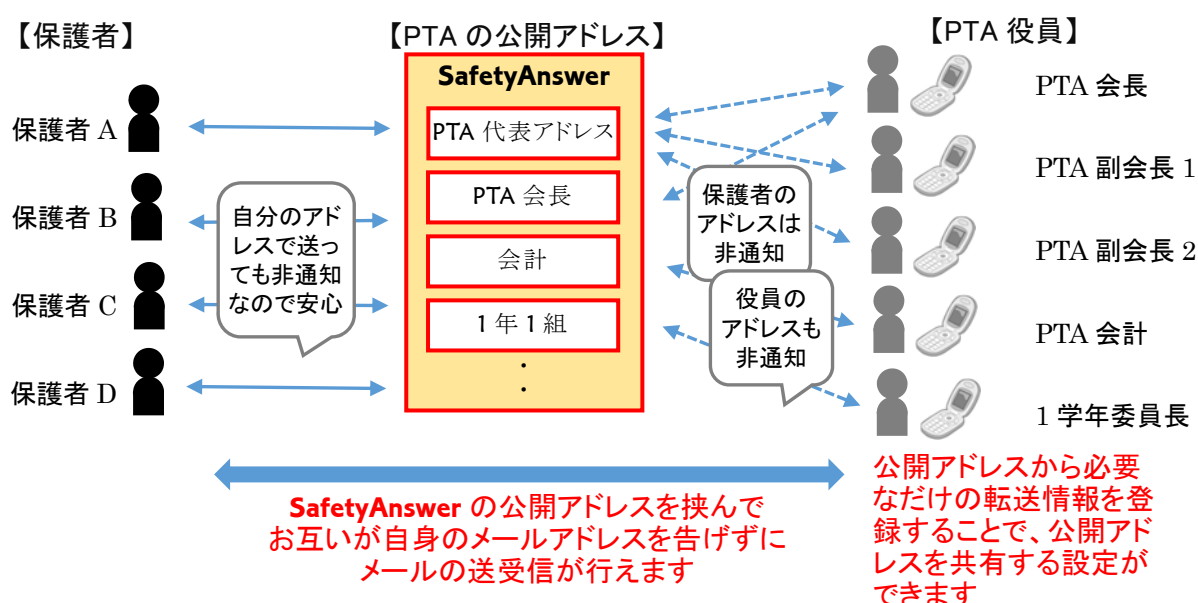 【保護者】
【PTA の公開アドレス】
【PTA 役員】
SafetyAnswer
保護者 A
保護者 B
保護者 C
保護者 D
自分のアド
レスで送っ
ても非通知
なので安心
PTA 代表アドレス
PTA 会長
会計
1 年 1 組
・
・
保護者の
アドレスは
非通知
役員の
アドレスも
非通知
PTA 会長
PTA 副会長 1
PTA 副会長 2
PTA 会計
1 学年委員長
SafetyAnswer の公開アドレスを挟んで
お互いが自身のメールアドレスを告げずに
メールの送受信が行えます
公開アドレスから必要
なだけの転送情報を登
録することで、公開アド
レスを共有する設定が
できます